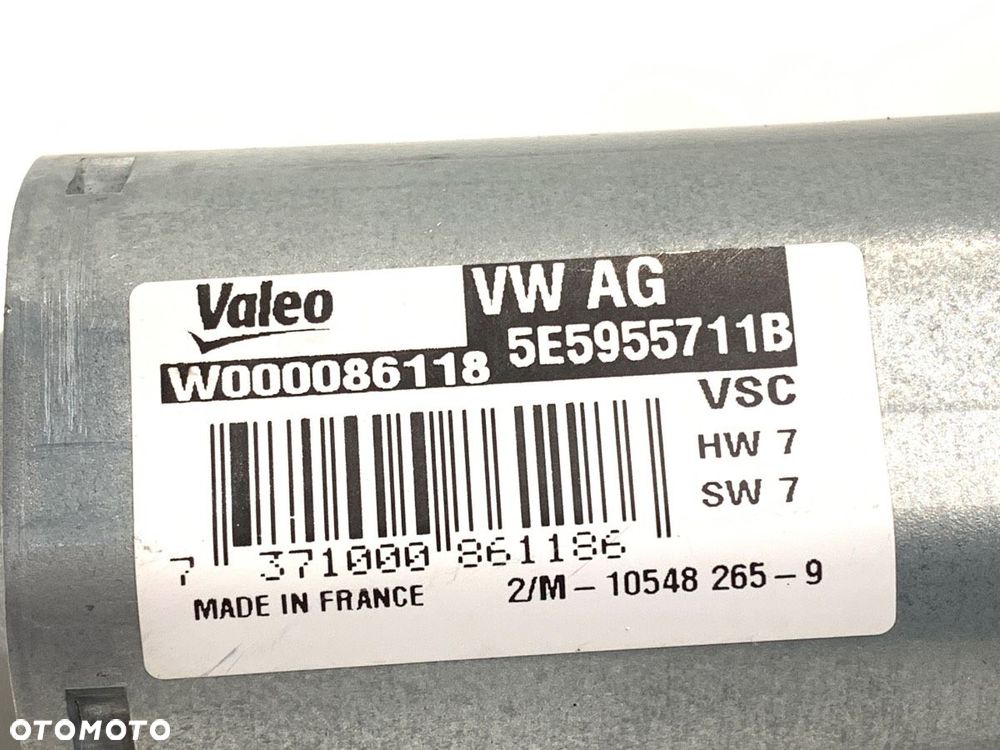 Valeo
VW AG
W000086118
5E5955711B
VSC
HW 7
SW 7
7 371000 861186
MADE IN FRANCE
2/M-10548 265-9
OTOMOTO